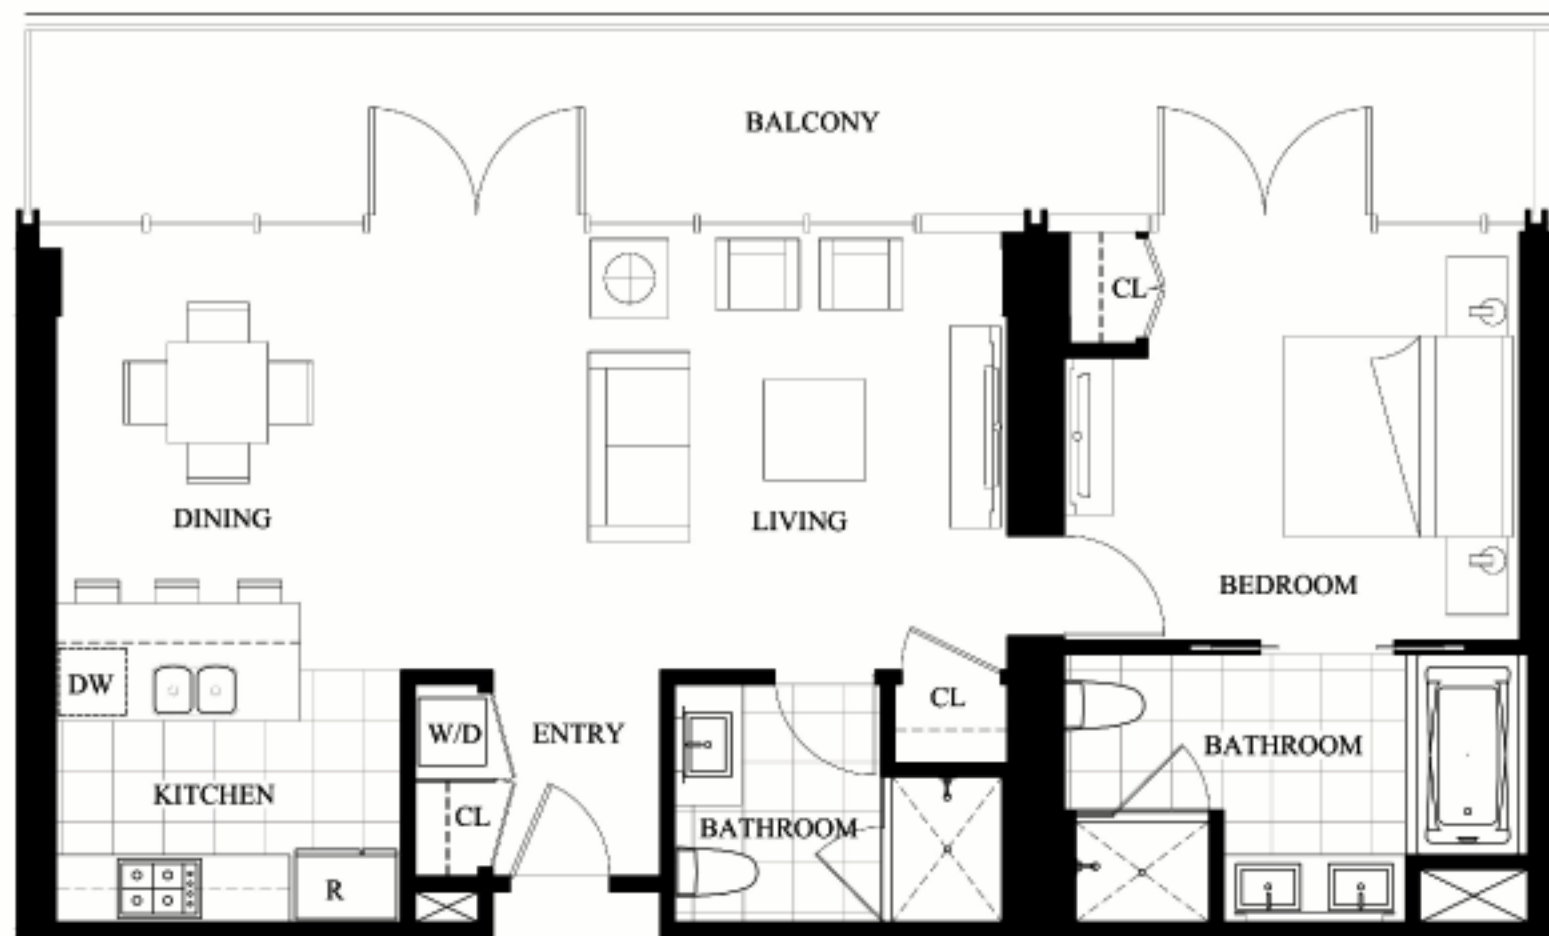 BALCONY
CL
DINING
LIVING
BEDROOM
DW
CL
W/D
ENTRY
BATHROOM
KITCHEN
CL
BATHROOM
R